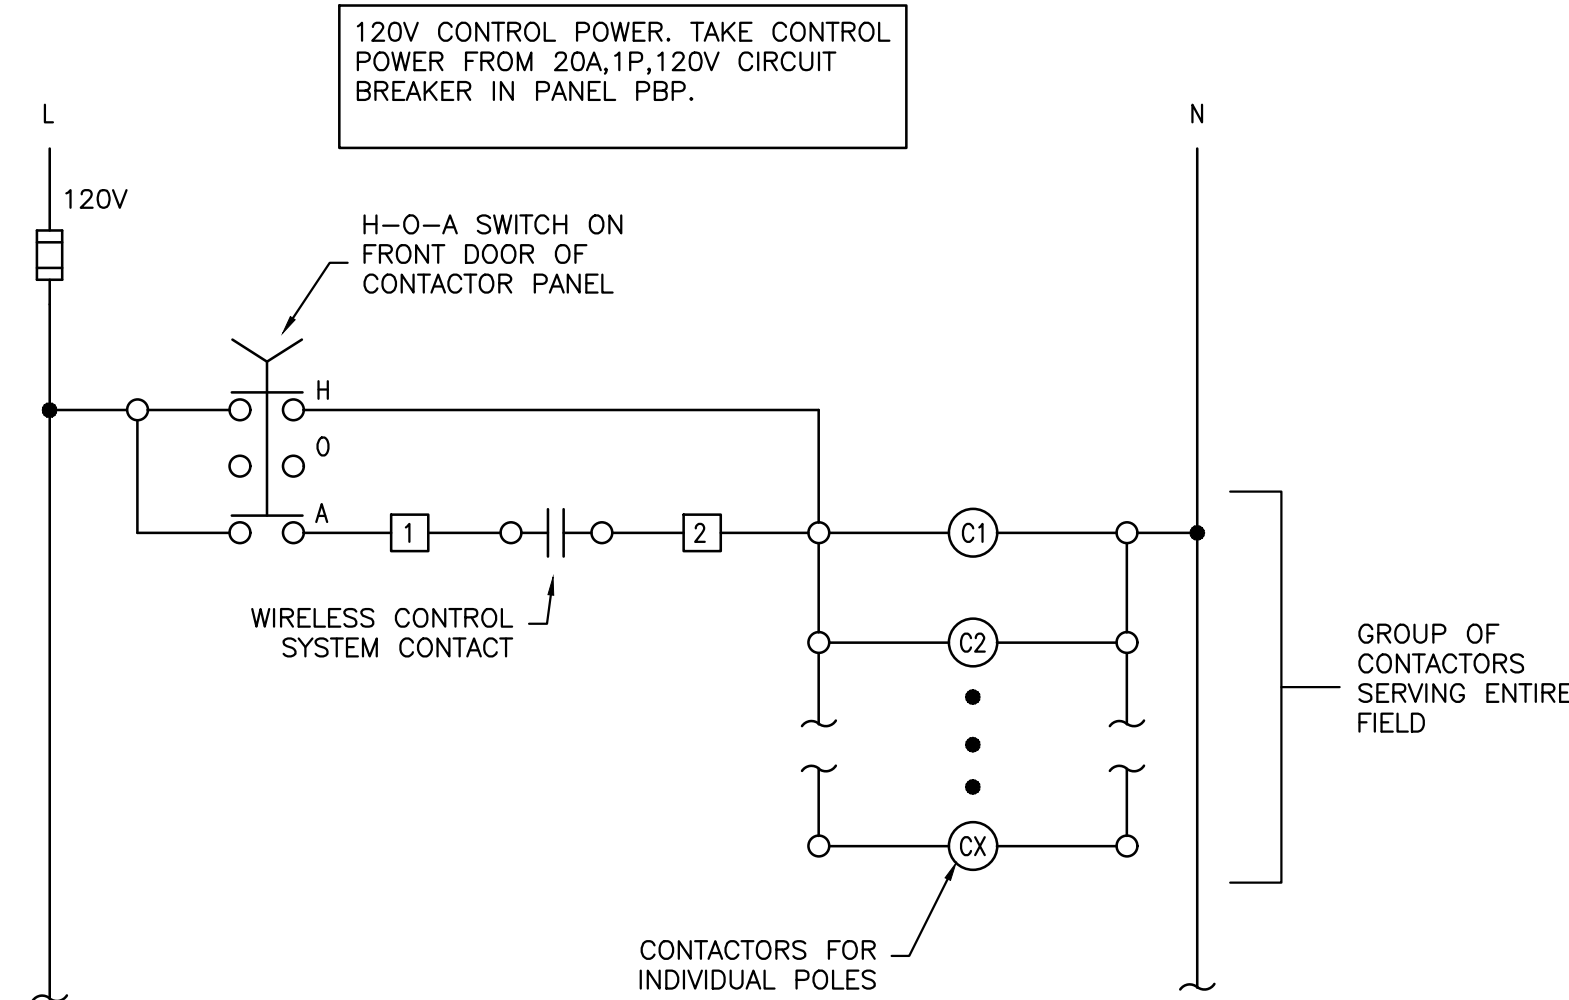 120V CONTROL POWER. TAKE CONTROL
POWER FROM 20A,1P,120V CIRCUIT
BREAKER IN PANEL PBP.
L
N
120V
H-O-A SWITCH ON
FRONT DOOR OF
CONTACTOR PANEL
H
O
A
1
2
C1
WIRELESS CONTROL
SYSTEM CONTACT
C2
GROUP OF
CONTACTORS
SERVING ENTIRE
FIELD
CX
CONTACTORS FOR
INDIVIDUAL POLES